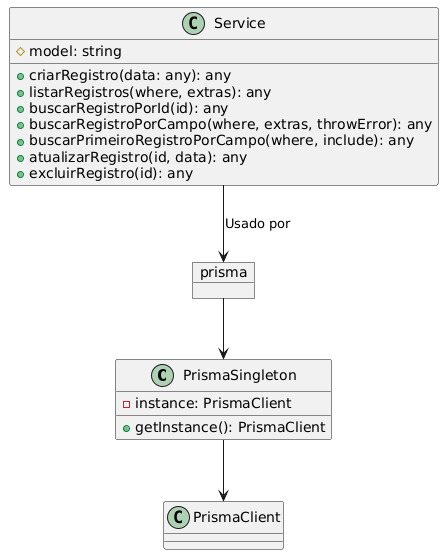 C Service
model: string
criarRegistro(data: any): any
listarRegistros(where, extras): any
buscarRegistroPorId(id): any
buscarRegistroPorCampo(where, extras, throwError): any
buscarPrimeiroRegistroPorCampo(where, include): any
atualizarRegistro(id, data): any
excluirRegistro(id): any
Usado por
prisma
C PrismaSingleton
instance: PrismaClient
getInstance(): PrismaClient
C PrismaClient